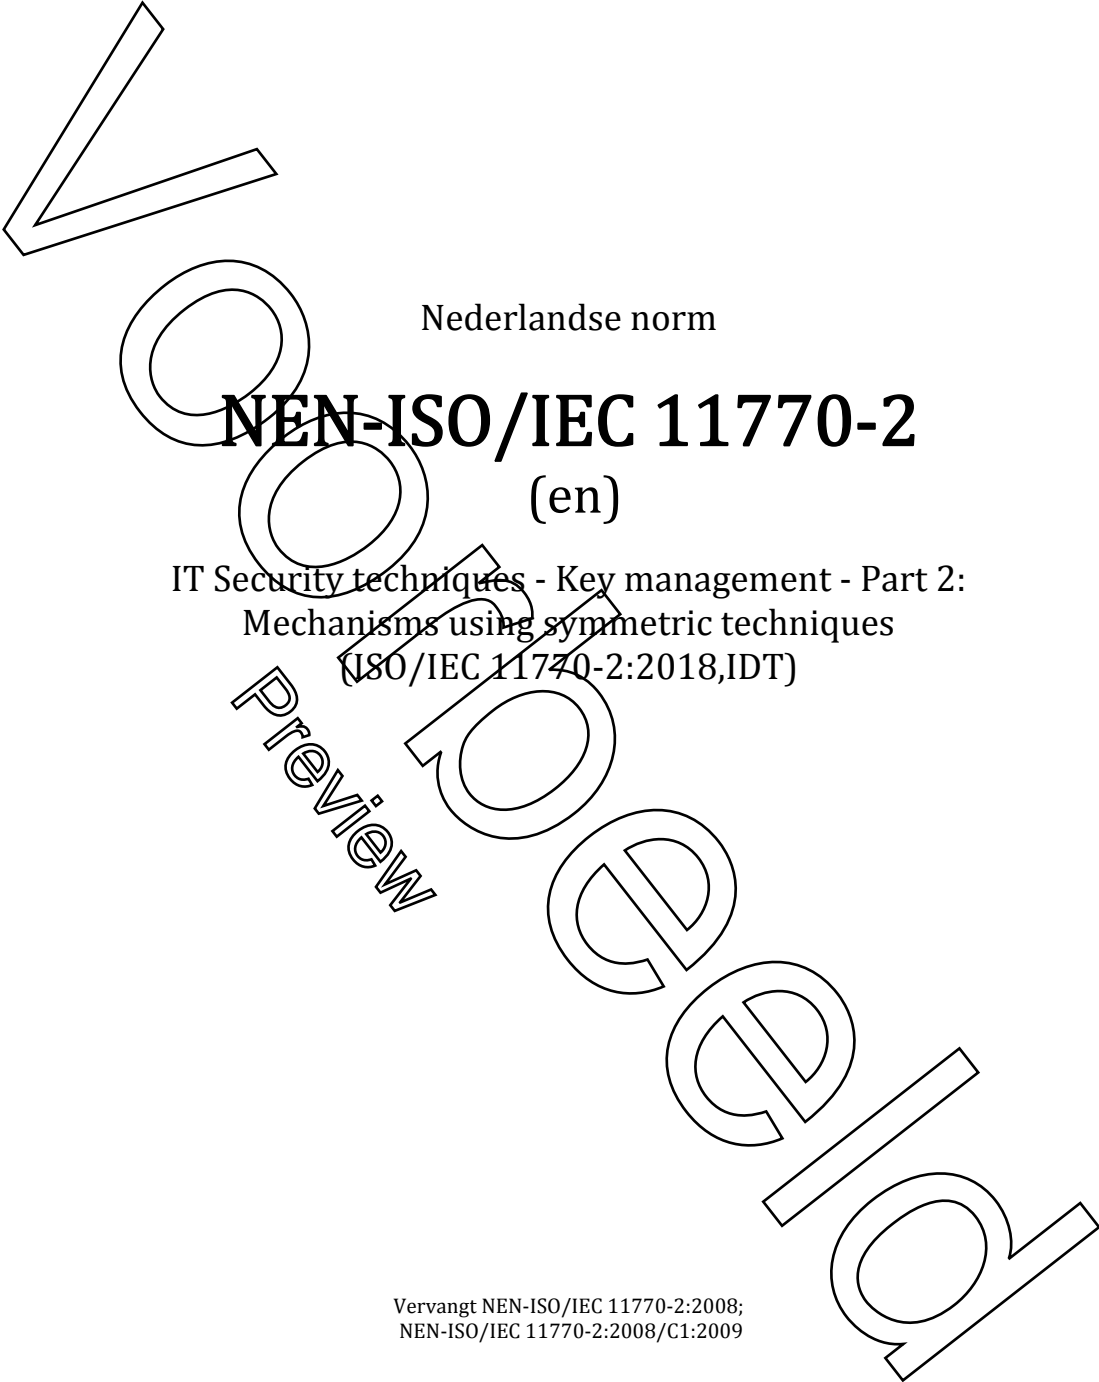 Nederlandse norm
NEN-ISO/IEC 11770-2
(en)
IT Security techniques - Key management - Part 2:
Mechanisms using symmetric techniques
(ISO/IEC 11770-2:2018,IDT)
Voorbeeld
Preview
Vervangt NEN-ISO/IEC 11770-2:2008;
NEN-ISO/IEC 11770-2:2008/C1:2009